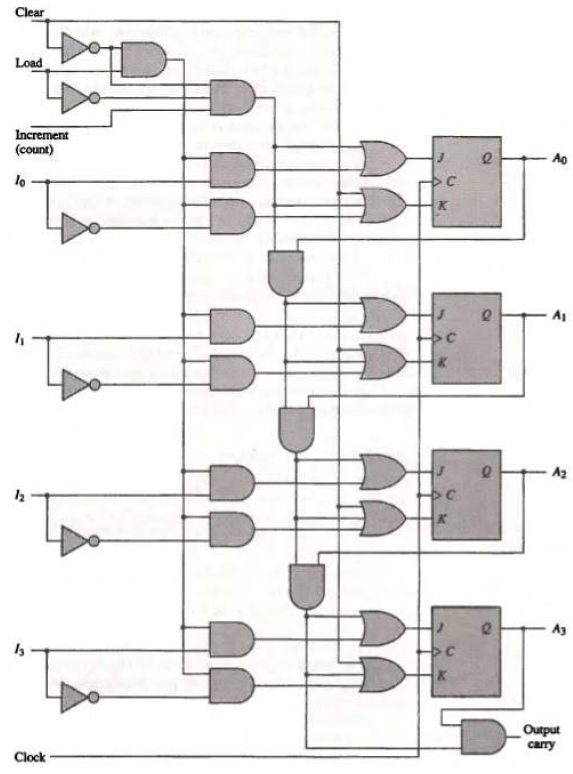 Clear
Load
Increment
(count)
J Q A0
I0
C
K
J Q A1
I1
C
K
J Q A2
I2
C
K
J Q A3
I3
C
K
Output
carry
Clock